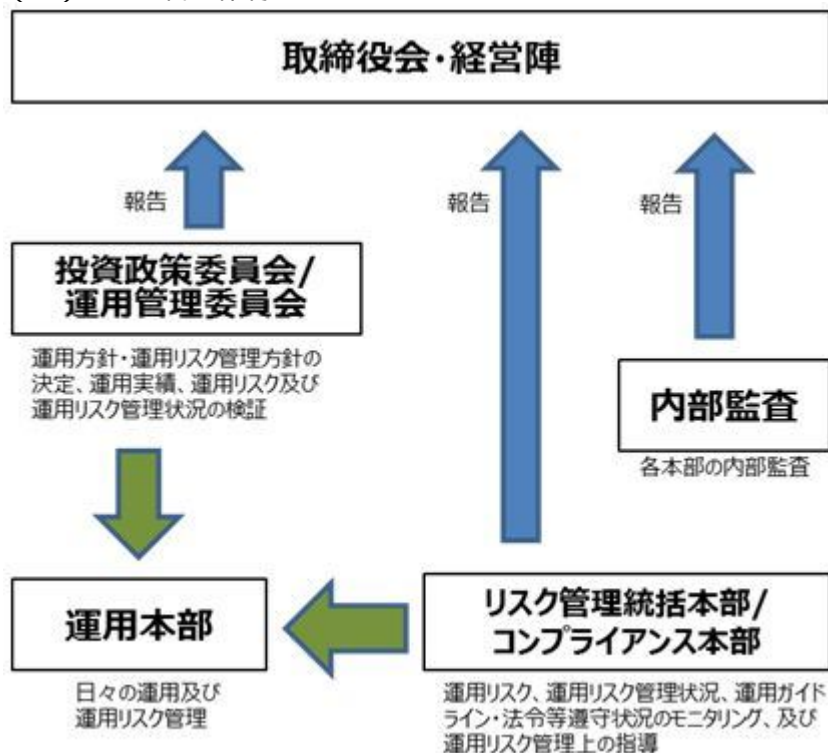 取締役会・経営陣
報告
報告
報告
投資政策委員会/
運用管理委員会
運用方針・運用リスク管理方針の
決定、運用実績、運用リスク及び
運用リスク管理状況の検証
内部監査
各本部の内部監査
運用本部
日々の運用及び
運用リスク管理
リスク管理統括本部/
コンプライアンス本部
運用リスク、運用リスク管理状況、運用ガイド
ライン・法令等遵守状況のモニタリング、及び
運用リスク管理上の指導